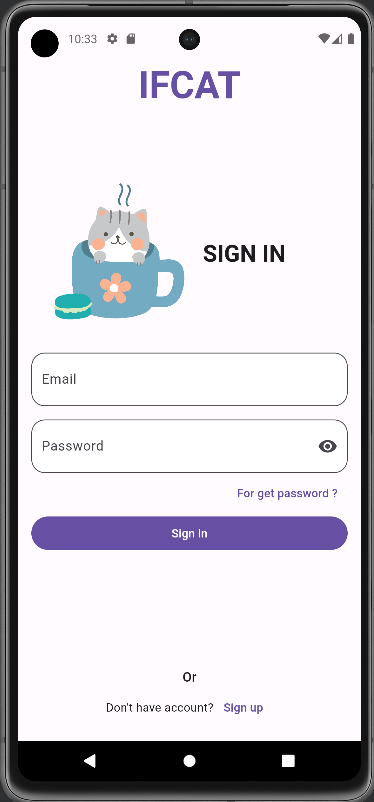 10:33
IFCAT
SIGN IN
Email
Password
For get password ?
Sign In
Or
Don't have account? Sign up